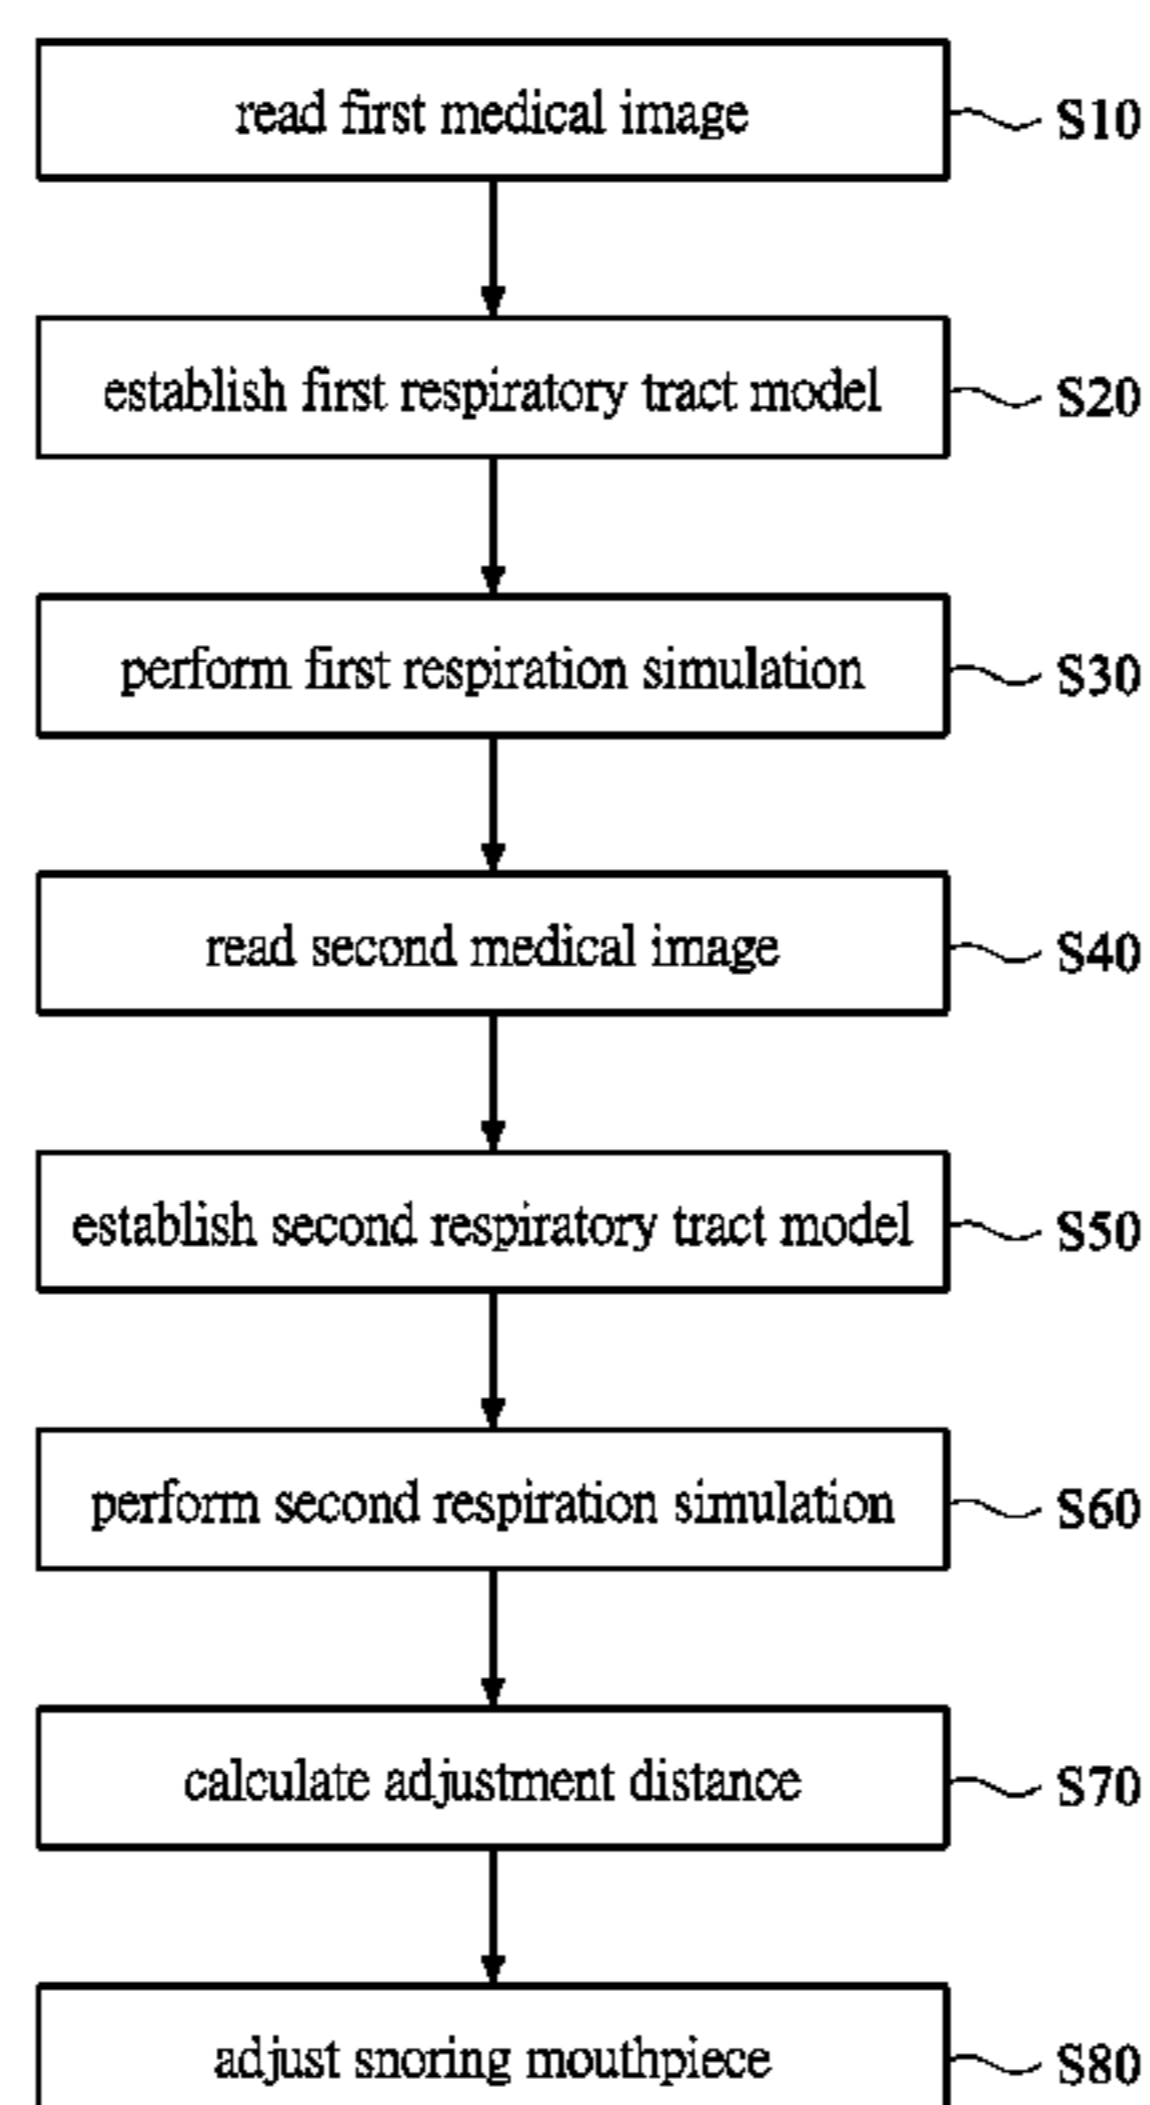 read first medical image S10
establish first respiratory tract model S20
perform first respiration simulation S30
read second medical image S40
establish second respiratory tract model S50
perform second respiration simulation S60
calculate adjustment distance S70
adjust snoring mouthpiece S80